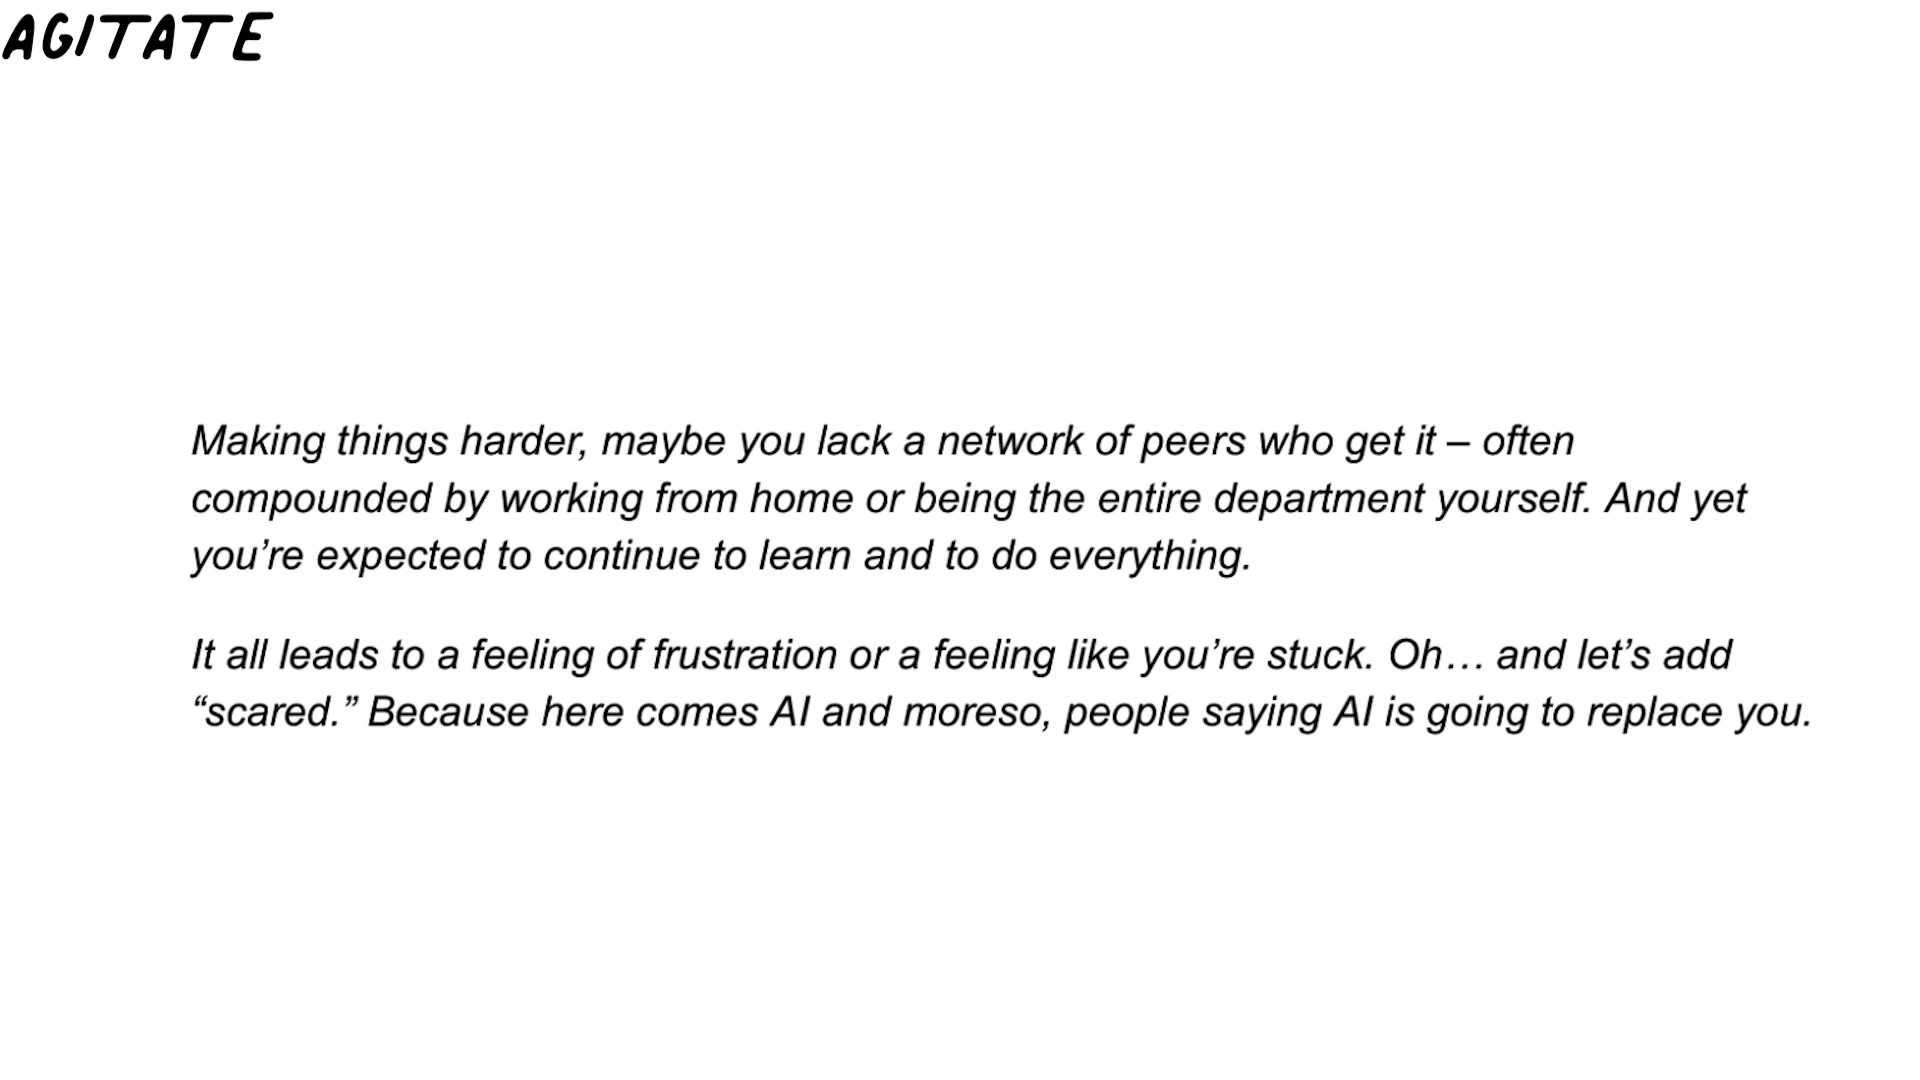 AGITATE
Making things harder, maybe you lack a network of peers who get it – often
compounded by working from home or being the entire department yourself. And yet
you’re expected to continue to learn and to do everything.
It all leads to a feeling of frustration or a feeling like you’re stuck. Oh… and let’s add
“scared.” Because here comes AI and moreso, people saying AI is going to replace you.